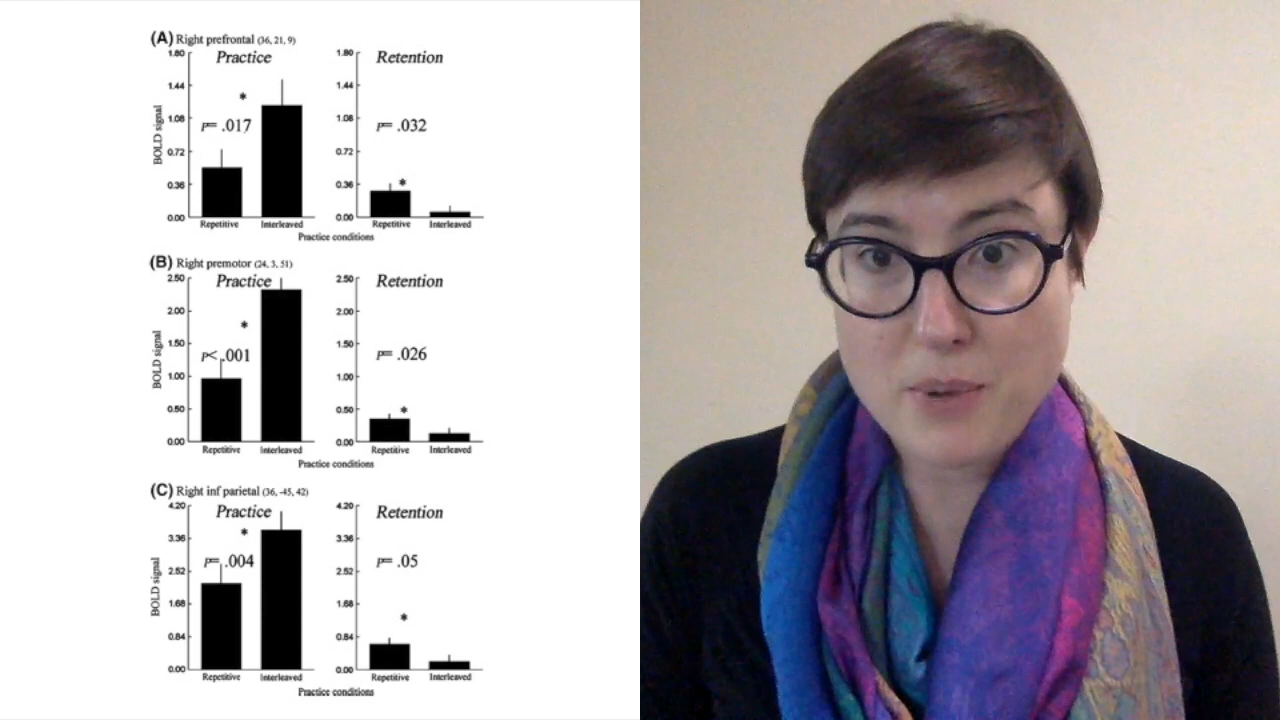 (A) Right prefrontal (36, 21, 9)
Practice
Retention
1.80
1.44
1.08
0.72
0.36
0.00
BOLD signal
*
p= .017
Repetitive
Interleaved
1.80
1.44
1.08
0.72
0.36
0.00
p= .032
*
Repetitive
Interleaved
Practice conditions
(B) Right premotor (24, 3, 51)
Practice
Retention
2.50
2.00
1.50
1.00
0.50
0.00
BOLD signal
*
p< .001
Repetitive
Interleaved
2.50
2.00
1.50
1.00
0.50
0.00
p= .026
*
Repetitive
Interleaved
Practice conditions
(C) Right inf parietal (36, -45, 42)
Practice
Retention
4.20
3.36
2.52
1.68
0.84
0.00
BOLD signal
*
p= .004
Repetitive
Interleaved
4.20
3.36
2.52
1.68
0.84
0.00
p= .05
*
Repetitive
Interleaved
Practice conditions